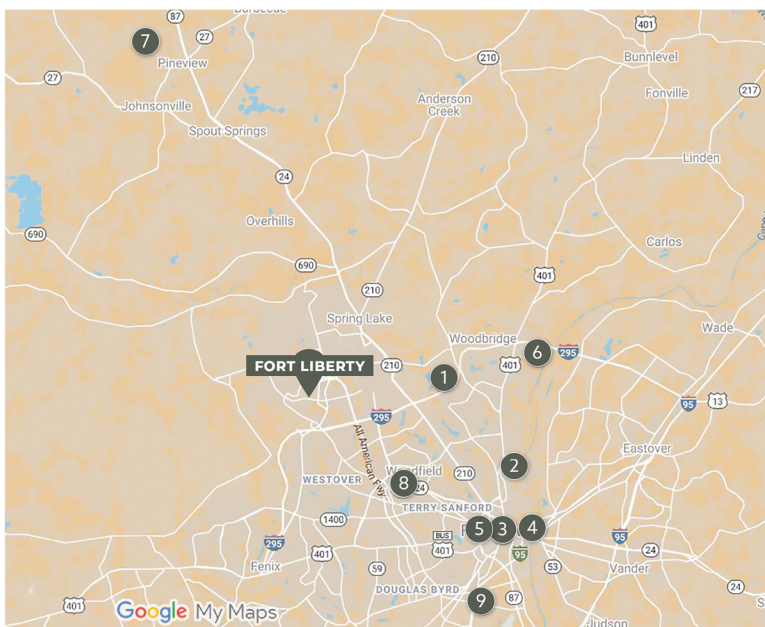 Barbecue
87
401
7
27
Pineview
210
Bunnlevel
27
217
Johnsonville
Anderson
Creek
Fonville
Spout Springs
Linden
24
Overhills
690
Carlos
690
401
210
Spring Lake
Wade
Woodbridge
6
295
FORT LIBERTY
210
401
1
95
13
295
All American Fwy
Eastover
2
WESTOVER
210
8
24
TERRY SANFORD
1400
5
3
4
BUS
401
95
295
401
95
24
Fenix
59
53
Vander
DOUGLAS BYRD
24
401
Google My Maps
9
87
Judson